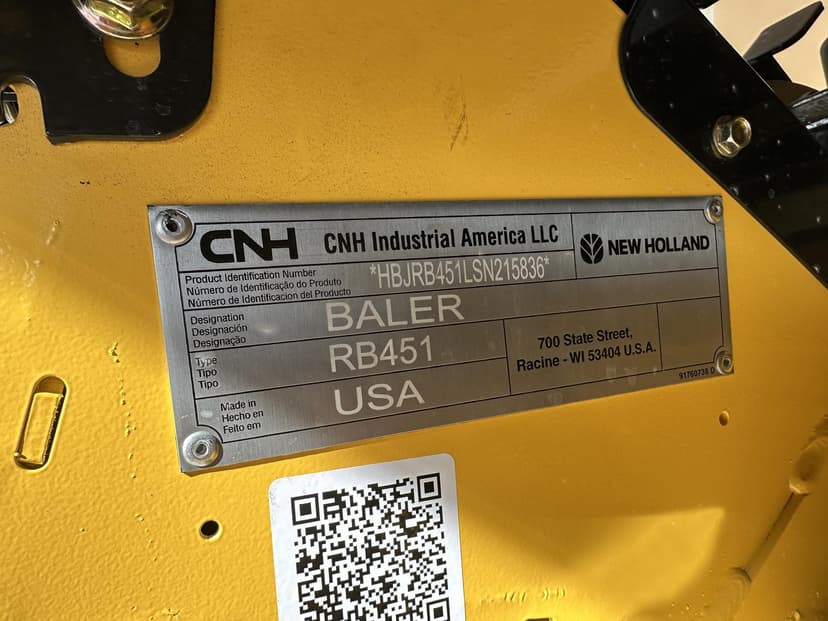 CNH CNH Industrial America LLC NEW HOLLAND
Product Identification Number
Número de Identificação do Produto
Número de Identificacion del Producto
*HBJRB451LSN215836*
Designation
Designación
Designação
BALER
Type
Tipo
Tipo
RB451
700 State Street,
Racine - WI 53404 U.S.A.
Made in
Hecho en
Feito em
USA
91760738 D